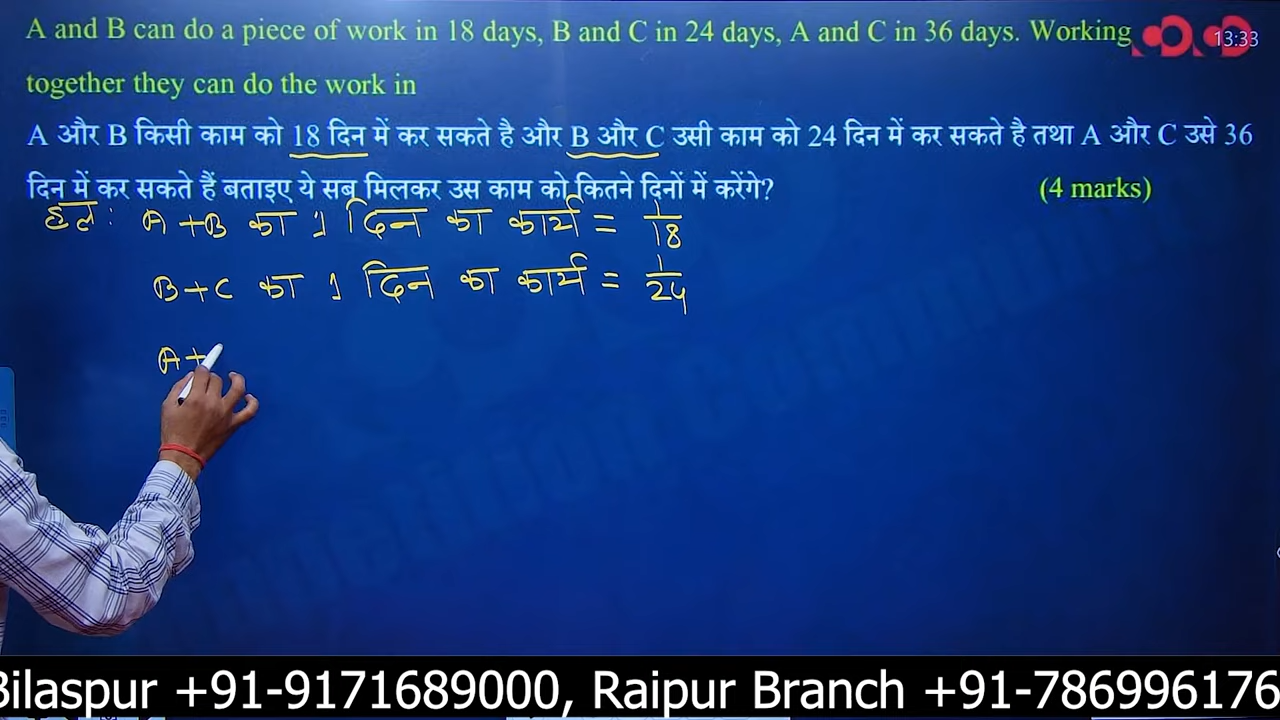 A and B can do a piece of work in 18 days, B and C in 24 days, A and C in 36 days. Working
13:33
together they can do the work in
A और B किसी काम को 18 दिन में कर सकते है और B और C उसी काम को 24 दिन में कर सकते है तथा A और C उसे 36
दिन में कर सकते हैं बताइए ये सब मिलकर उस काम को कितने दिनों में करेंगे?
(4 marks)
हल: A + B का 1 दिन का कार्य = 1/18
B + C का 1 दिन का कार्य = 1/24
A +
Bilaspur +91-9171689000, Raipur Branch +91-786996176